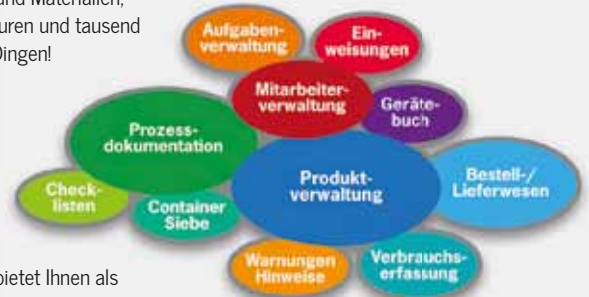 und Materialien,
uren und tausend
Dingen!
Aufgaben-
verwaltung
Ein-
weisungen
Mitarbeiter-
verwaltung
Geräte-
buch
Prozess-
dokumentation
Produkt-
verwaltung
Bestell-/
Lieferwesen
Check-
listen
Container
Siebe
Warnungen
Hinweise
Verbrauchs-
erfassung
bietet Ihnen als